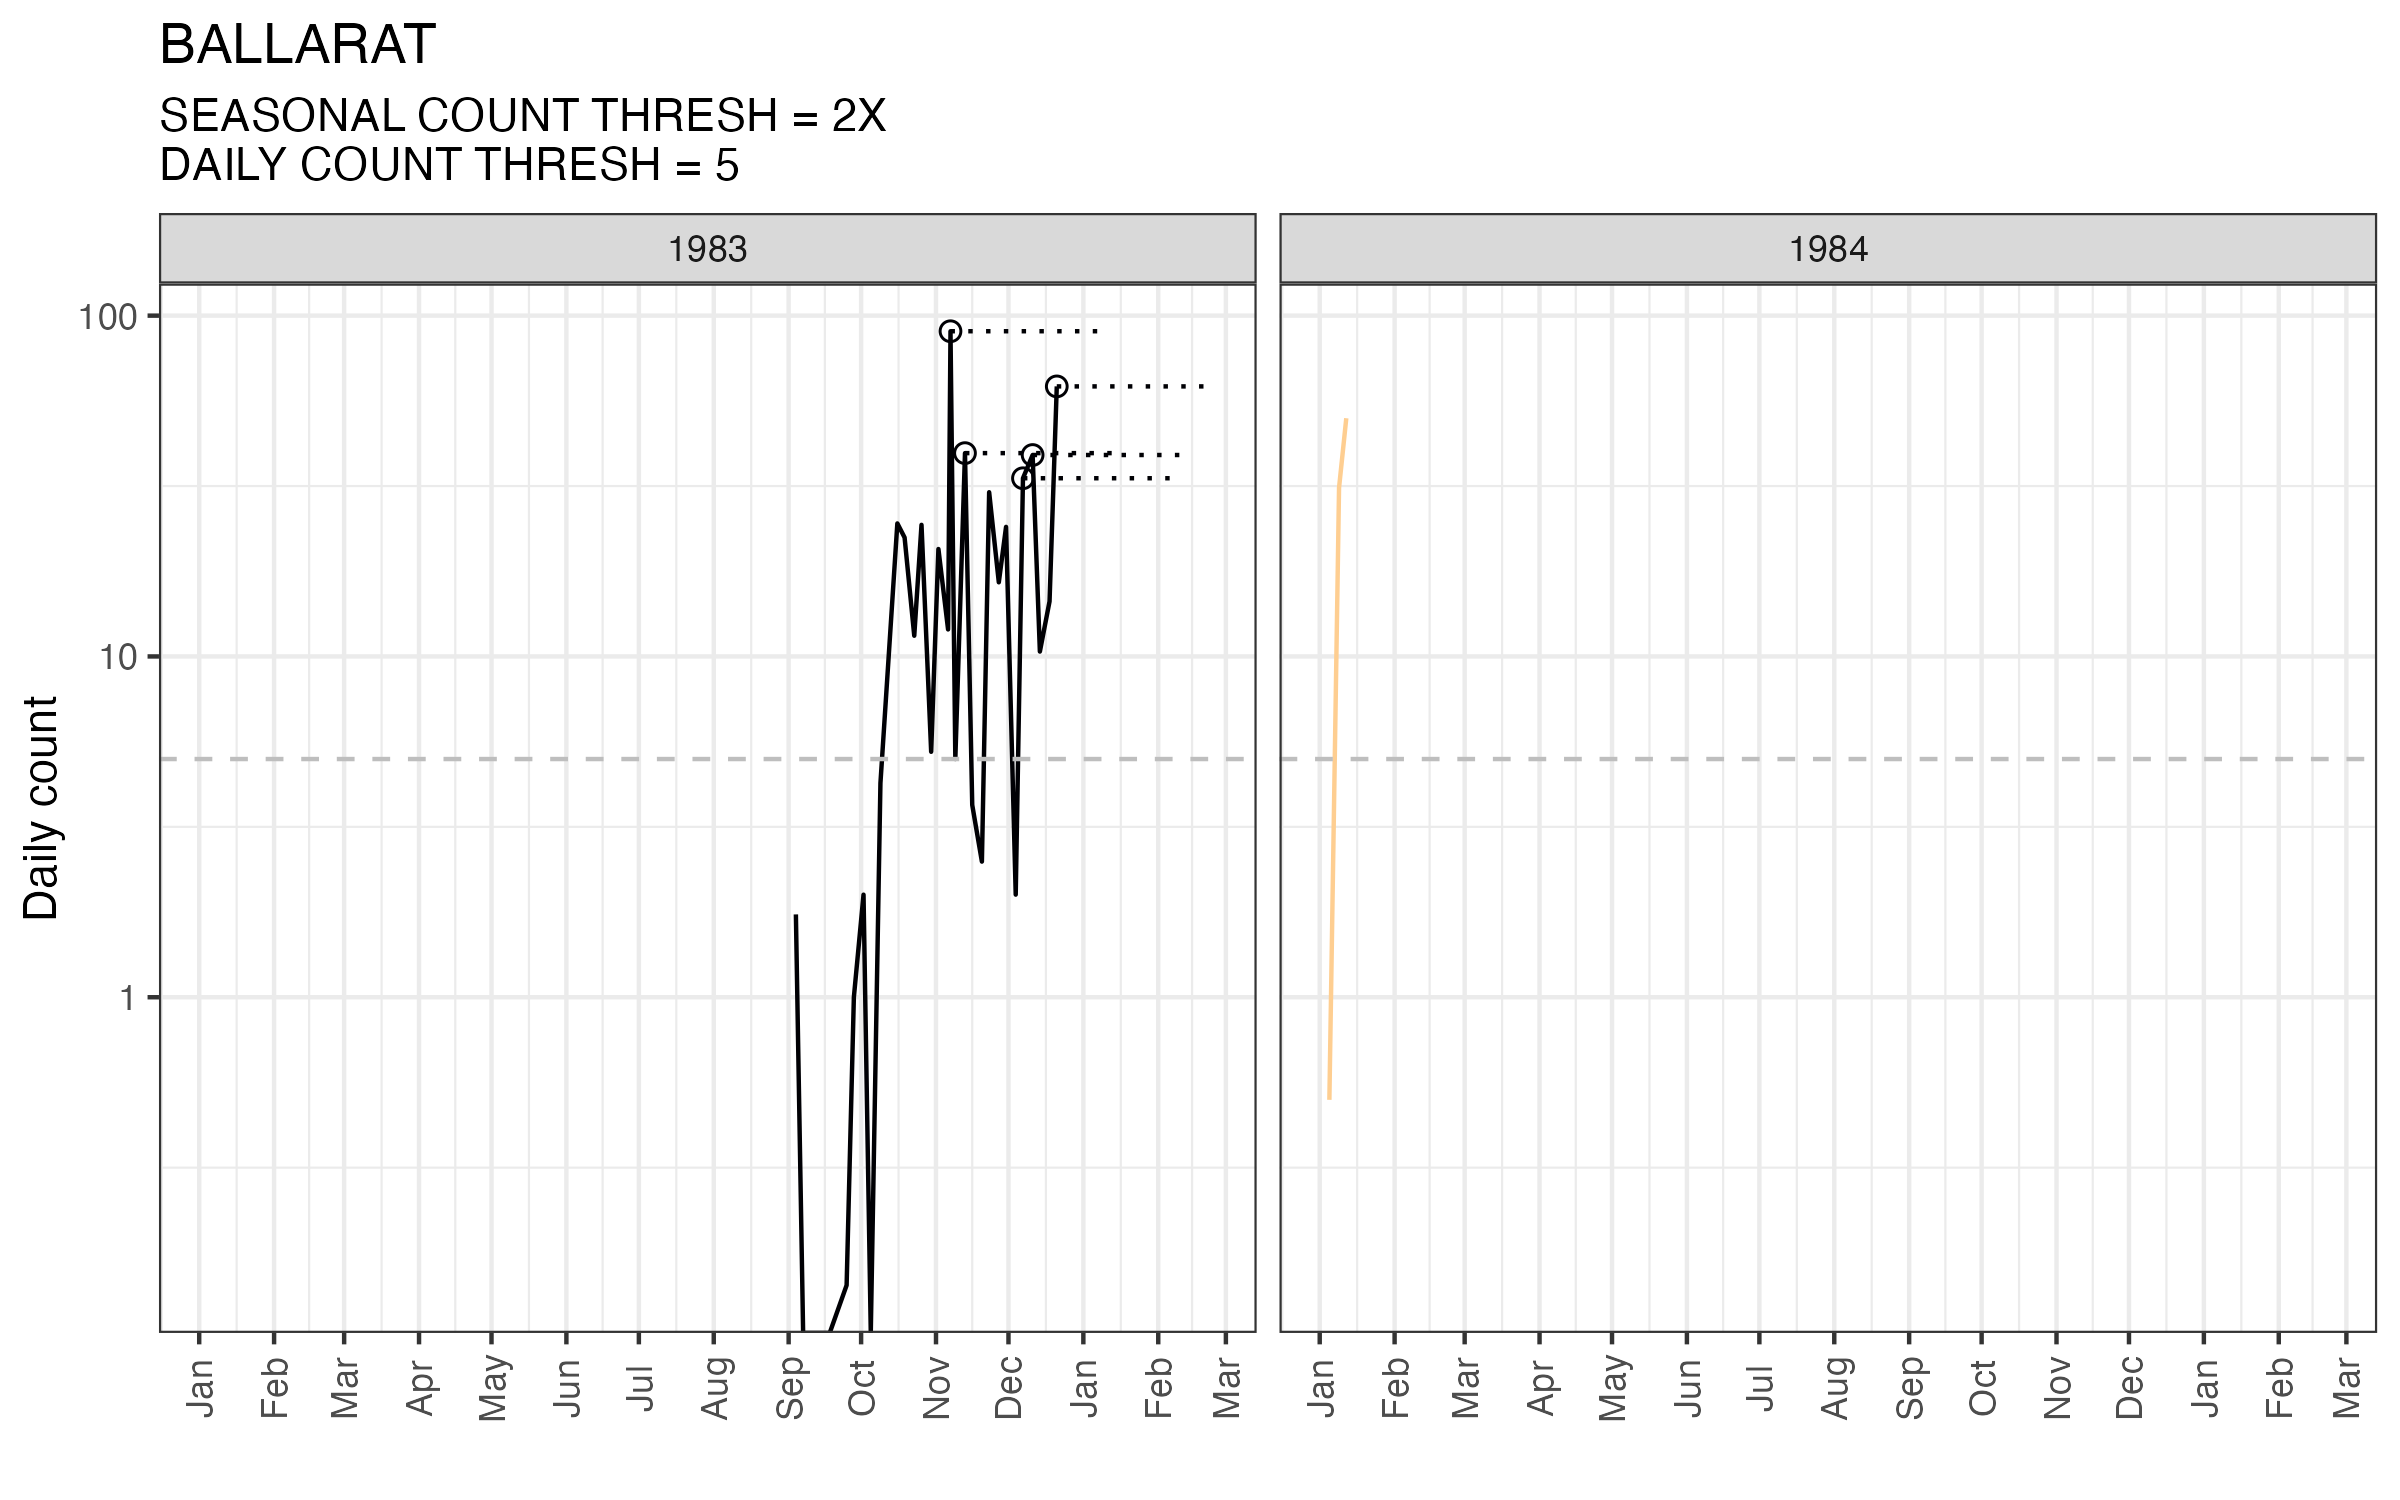 BALLARAT
SEASONAL COUNT THRESH = 2X
DAILY COUNT THRESH = 5
1983
1984
Daily count
100
10
1
Jan Feb Mar Apr May Jun Jul Aug Sep Oct Nov Dec Jan Feb Mar
Jan Feb Mar Apr May Jun Jul Aug Sep Oct Nov Dec Jan Feb Mar